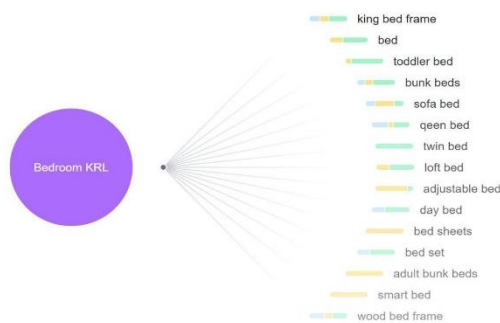 king bed frame
bed
toddler bed
bunk beds
sofa bed
qeen bed
Bedroom KRL
twin bed
loft bed
adjustable bed
day bed
bed sheets
bed set
adult bunk beds
smart bed
wood bed frame